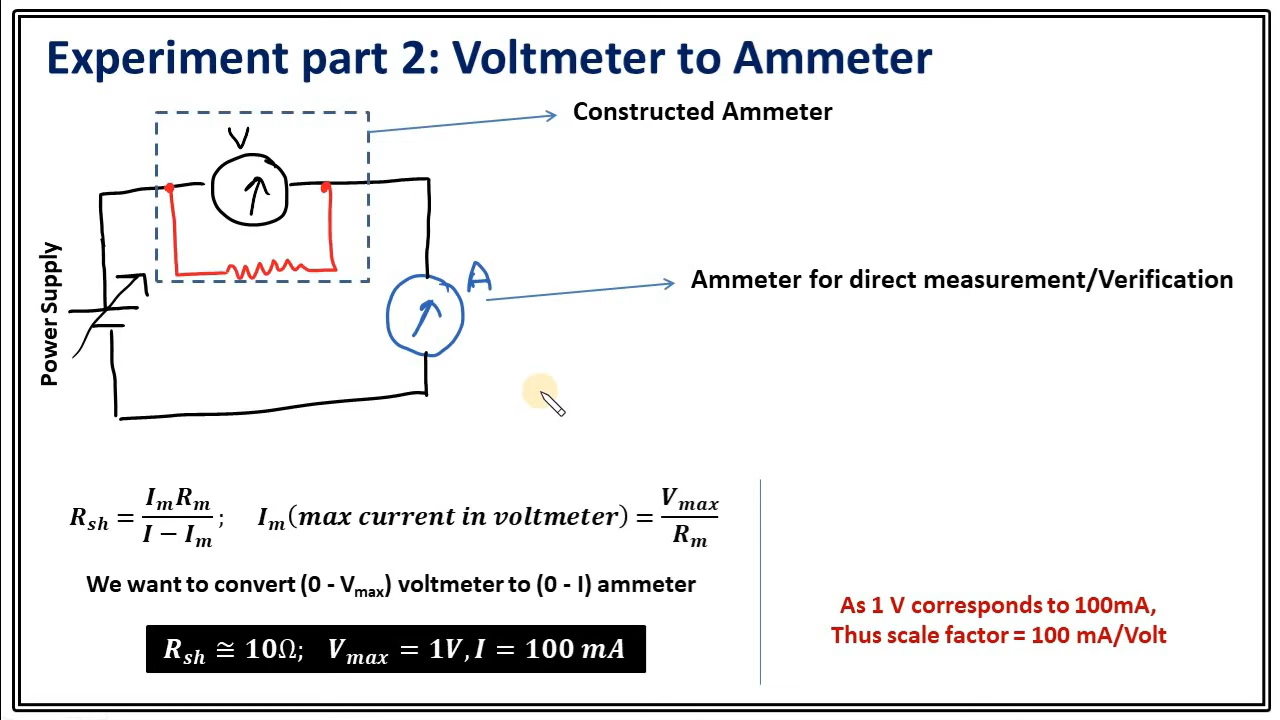 Experiment part 2: Voltmeter to Ammeter
Constructed Ammeter
V
Power Supply
A
Ammeter for direct measurement/Verification
R_sh = I_m R_m / (I − I_m);   I_m(max current in voltmeter) = V_max / R_m
We want to convert (0 - V_max) voltmeter to (0 - I) ammeter
R_sh ≅ 10Ω;   V_max = 1V, I = 100 mA
As 1 V corresponds to 100mA,
Thus scale factor = 100 mA/Volt